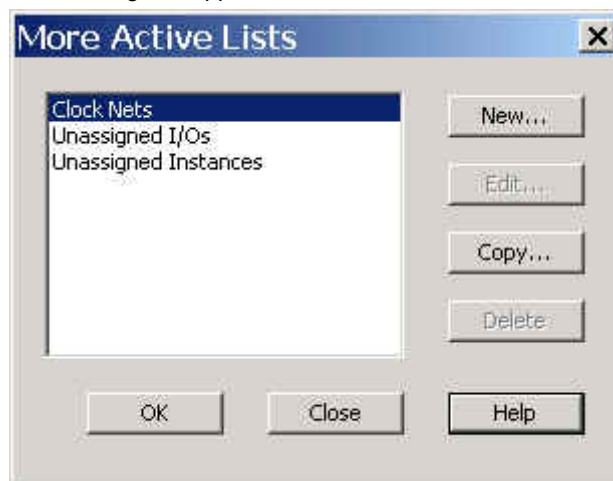 More Active Lists
Clock Nets
Unassigned I/Os
Unassigned Instances
New...
Edit...
Copy...
Delete
OK
Close
Help